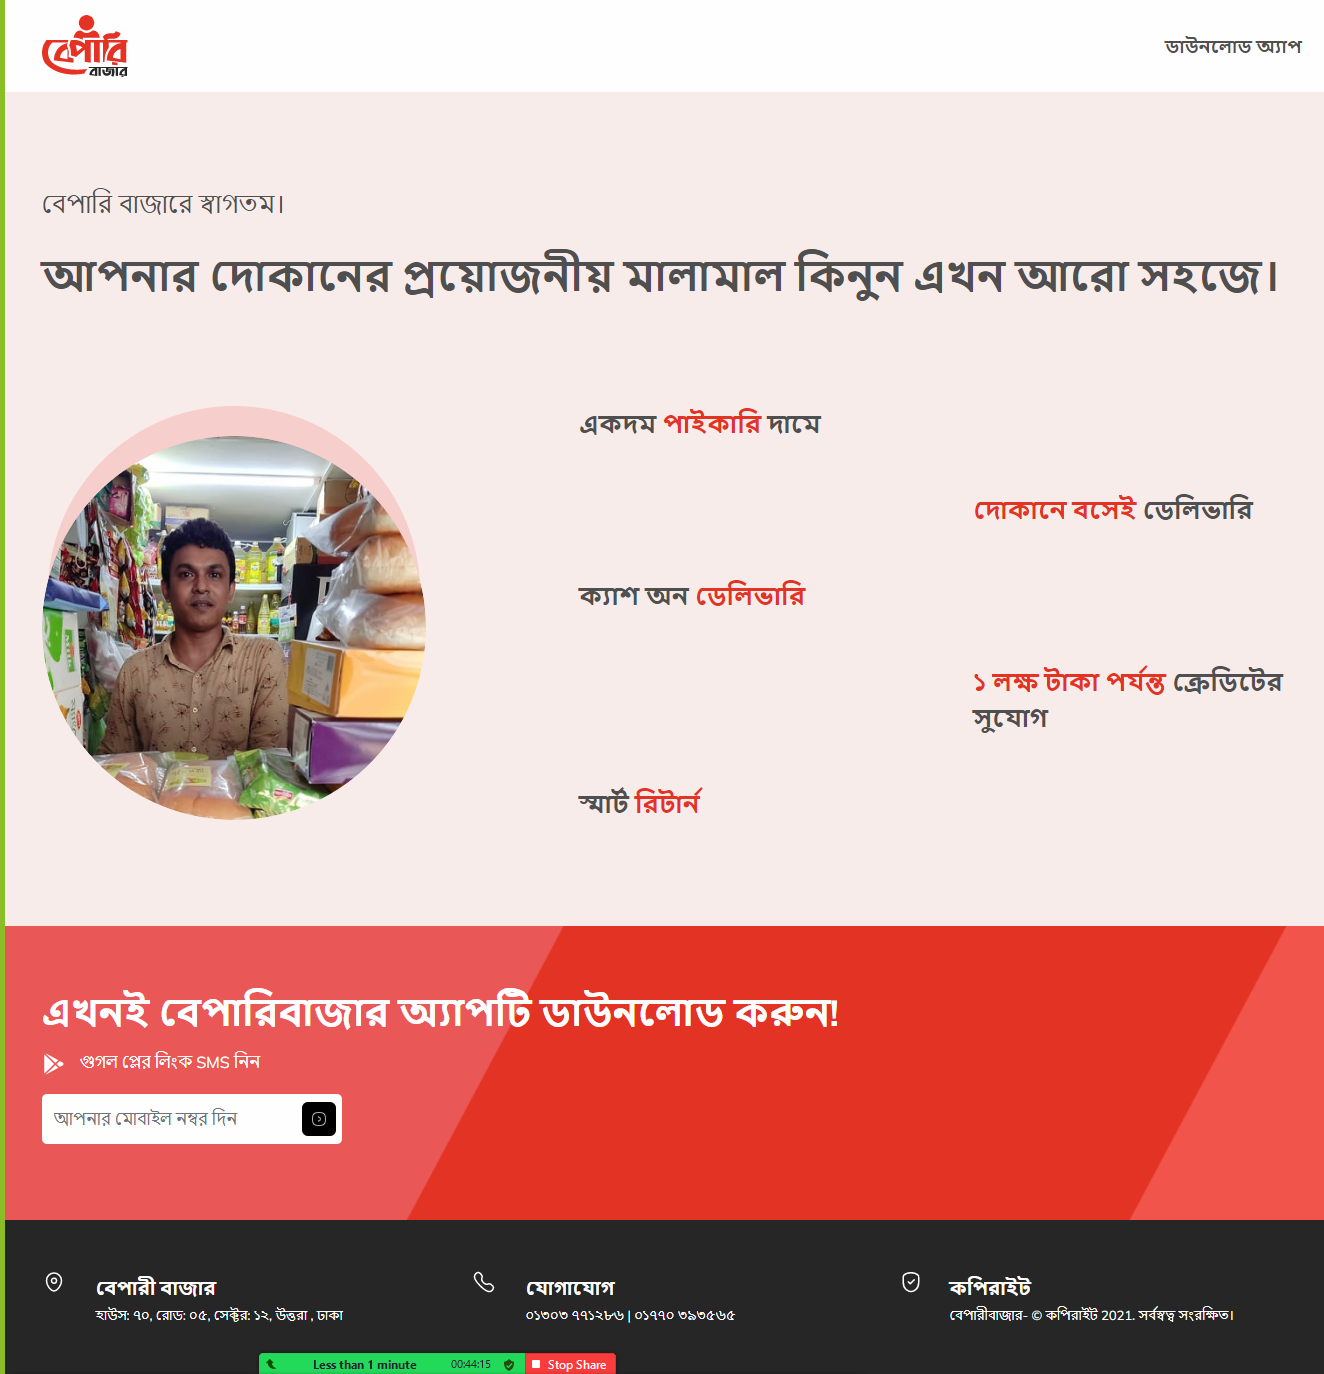 বেপারি
বাজার
ডাউনলোড অ্যাপ
বেপারি বাজারে স্বাগতম।
আপনার দোকানের প্রয়োজনীয় মালামাল কিনুন এখন আরো সহজে।
একদম পাইকারি দামে
দোকানে বসেই ডেলিভারি
ক্যাশ অন ডেলিভারি
১ লক্ষ টাকা পর্যন্ত ক্রেডিটের
সুযোগ
স্মার্ট রিটার্ন
এখনই বেপারিবাজার অ্যাপটি ডাউনলোড করুন!
গুগল প্লের লিংক SMS নিন
আপনার মোবাইল নম্বর দিন
বেপারী বাজার
হাউস: ৭০, রোড: ০৫, সেক্টর: ১২, উত্তরা , ঢাকা
যোগাযোগ
০১৩০৩ ৭৭১২৮৬ | ০১৭৭০ ৩৯৩৫৬৫
কপিরাইট
বেপারীবাজার- © কপিরাইট 2021. সর্বস্বত্ব সংরক্ষিত।
Less than 1 minute 00:44:15 Stop Share